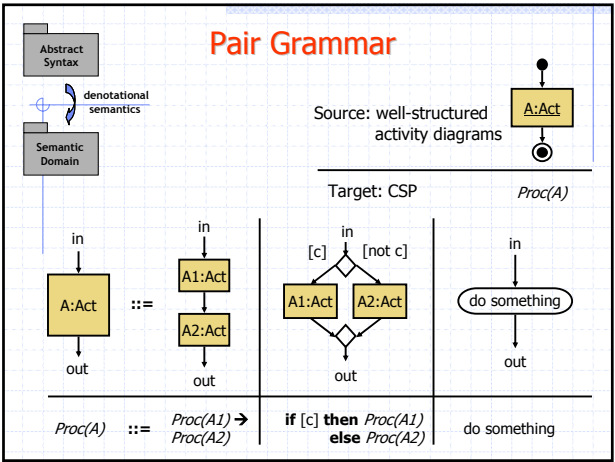 Pair Grammar
Abstract
Syntax
denotational
semantics
Semantic
Domain
Source: well-structured
activity diagrams
A:Act
Target: CSP
Proc(A)
in
A:Act
out
::=
in
A1:Act
A2:Act
out
in
[c]
[not c]
A1:Act
A2:Act
out
in
do something
out
Proc(A)
::=
Proc(A1) →
Proc(A2)
if [c] then Proc(A1)
else Proc(A2)
do something